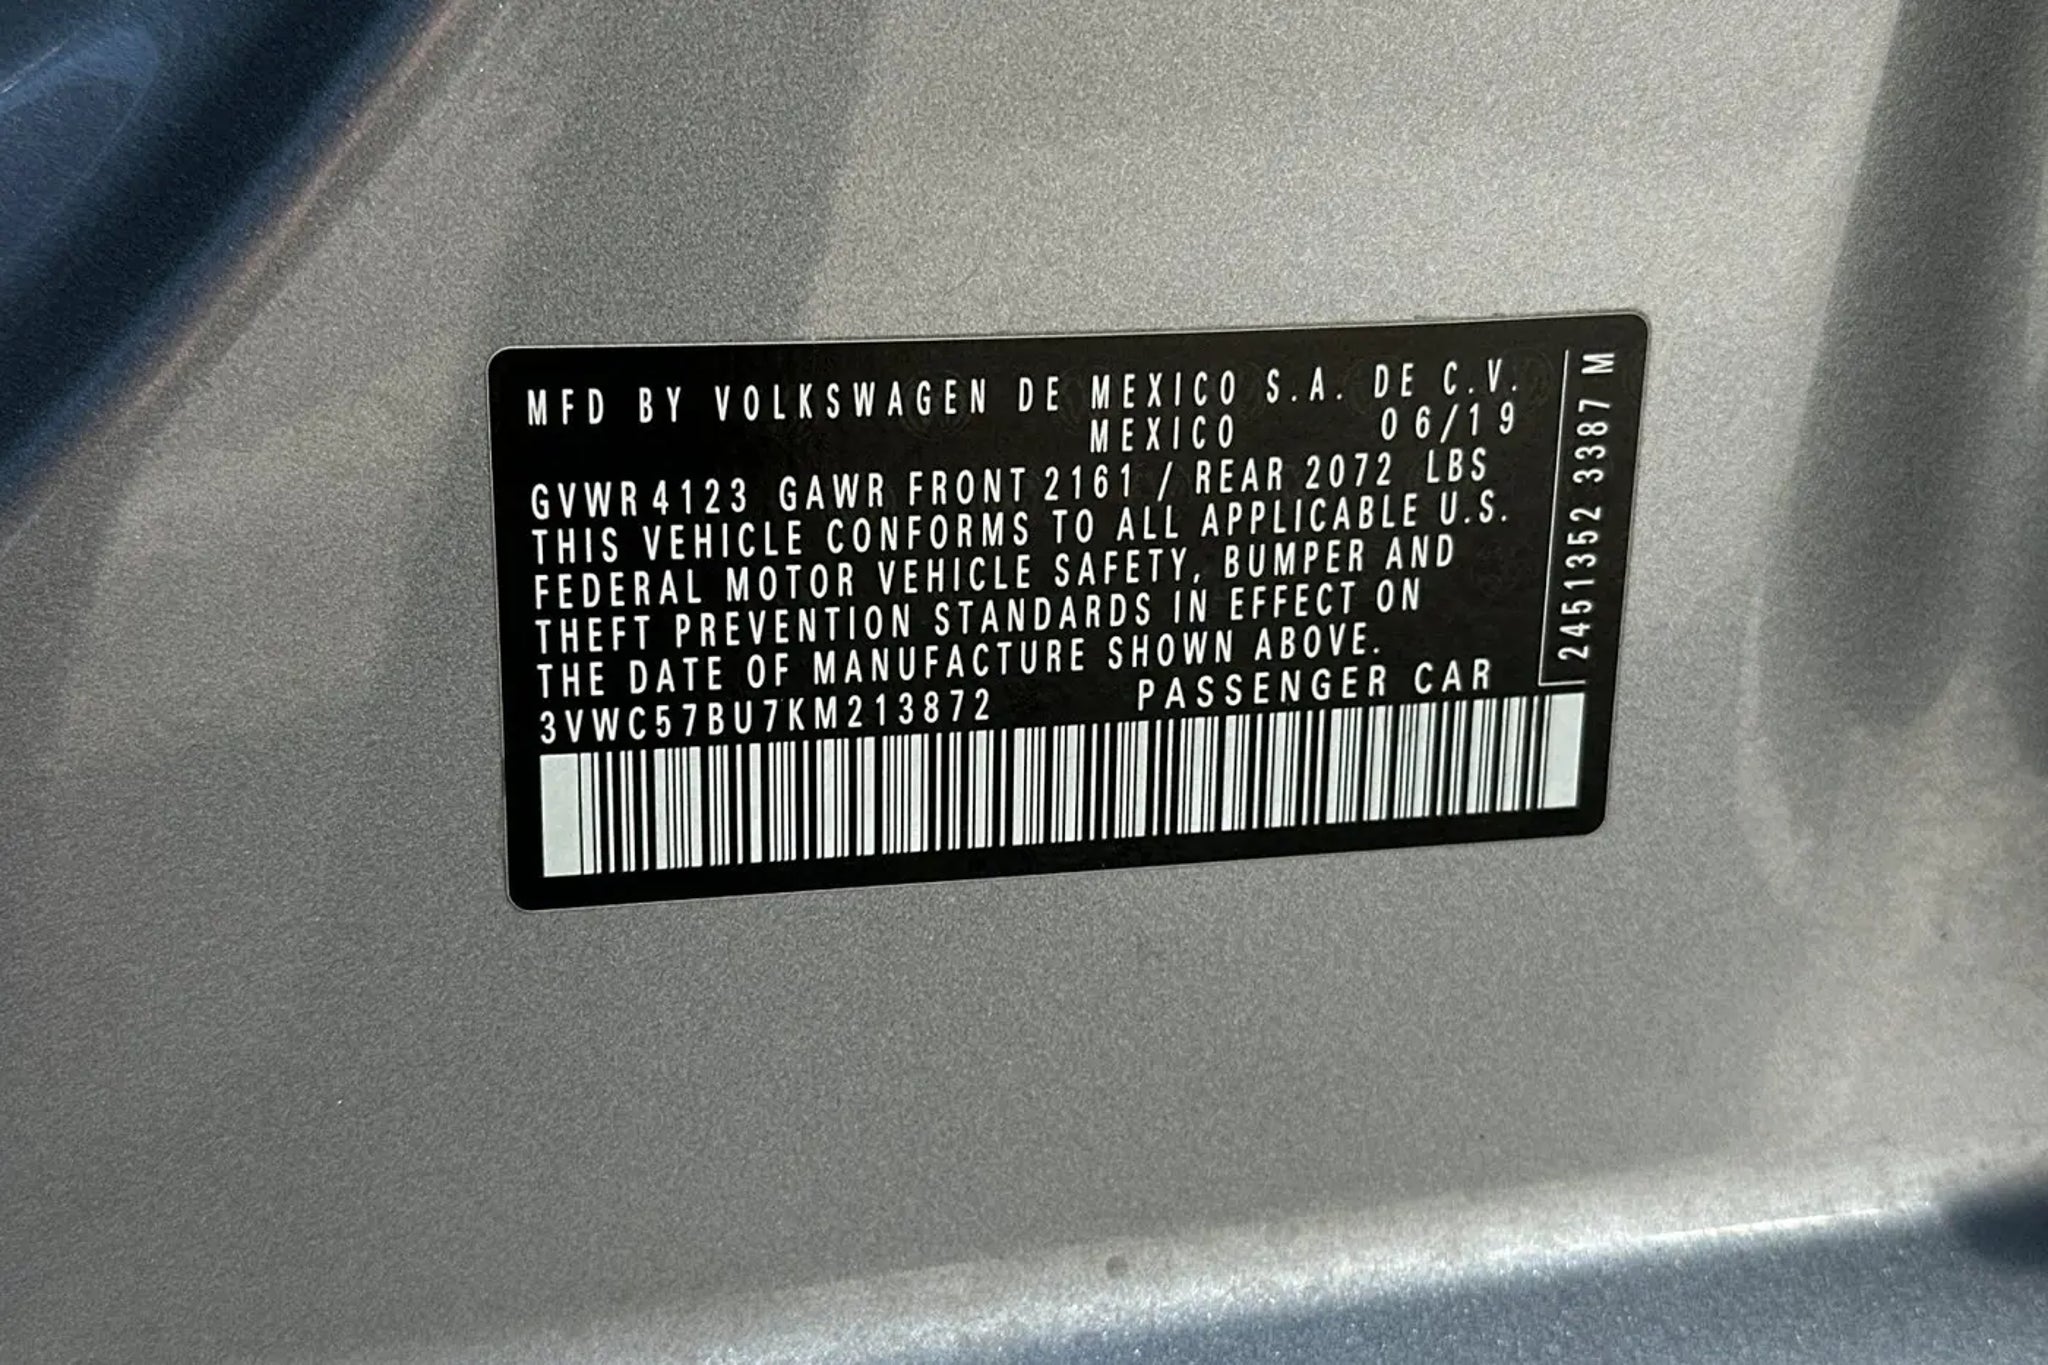 MFD BY VOLKSWAGEN DE MEXICO S.A. DE C.V.
MEXICO 06/19
GVWR 4123 GAWR FRONT 2161 / REAR 2072 LBS
THIS VEHICLE CONFORMS TO ALL APPLICABLE U.S.
FEDERAL MOTOR VEHICLE SAFETY, BUMPER AND
THEFT PREVENTION STANDARDS IN EFFECT ON
THE DATE OF MANUFACTURE SHOWN ABOVE.
3VWC57BU7KM213872 PASSENGER CAR
2451352 3387 M